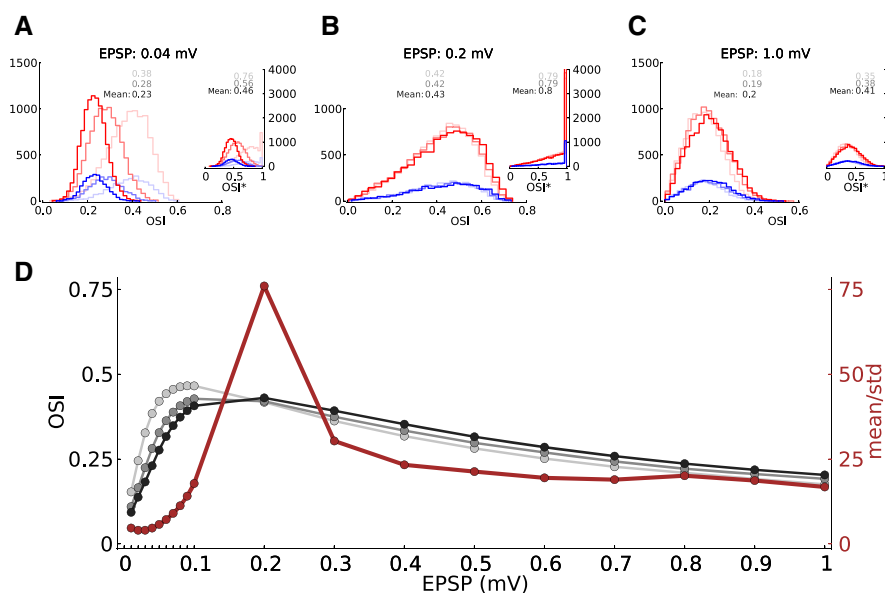 A
EPSP: 0.04 mV
1500
1000
500
0
0.0 0.2 0.4 0.6 0.8
OSI
0.38
0.28
Mean: 0.23
0.76
0.56
Mean: 0.46
4000
3000
2000
1000
0
0 0.5 1
OSI*
B
EPSP: 0.2 mV
1500
1000
500
0
0.0 0.2 0.4 0.6 0.8
OSI
0.42
0.42
Mean: 0.43
0.79
0.79
Mean: 0.8
4000
3000
2000
1000
0
0 0.5 1
OSI*
C
EPSP: 1.0 mV
1500
1000
500
0
0.0 0.2 0.4 0.6
OSI
0.18
0.19
Mean: 0.2
0.35
0.38
Mean: 0.41
4000
3000
2000
1000
0
0 0.5 1
OSI*
D
0.75
0.50
0.25
0
OSI
75
50
25
0
mean/std
0 0.1 0.2 0.3 0.4 0.5 0.6 0.7 0.8 0.9 1
EPSP (mV)